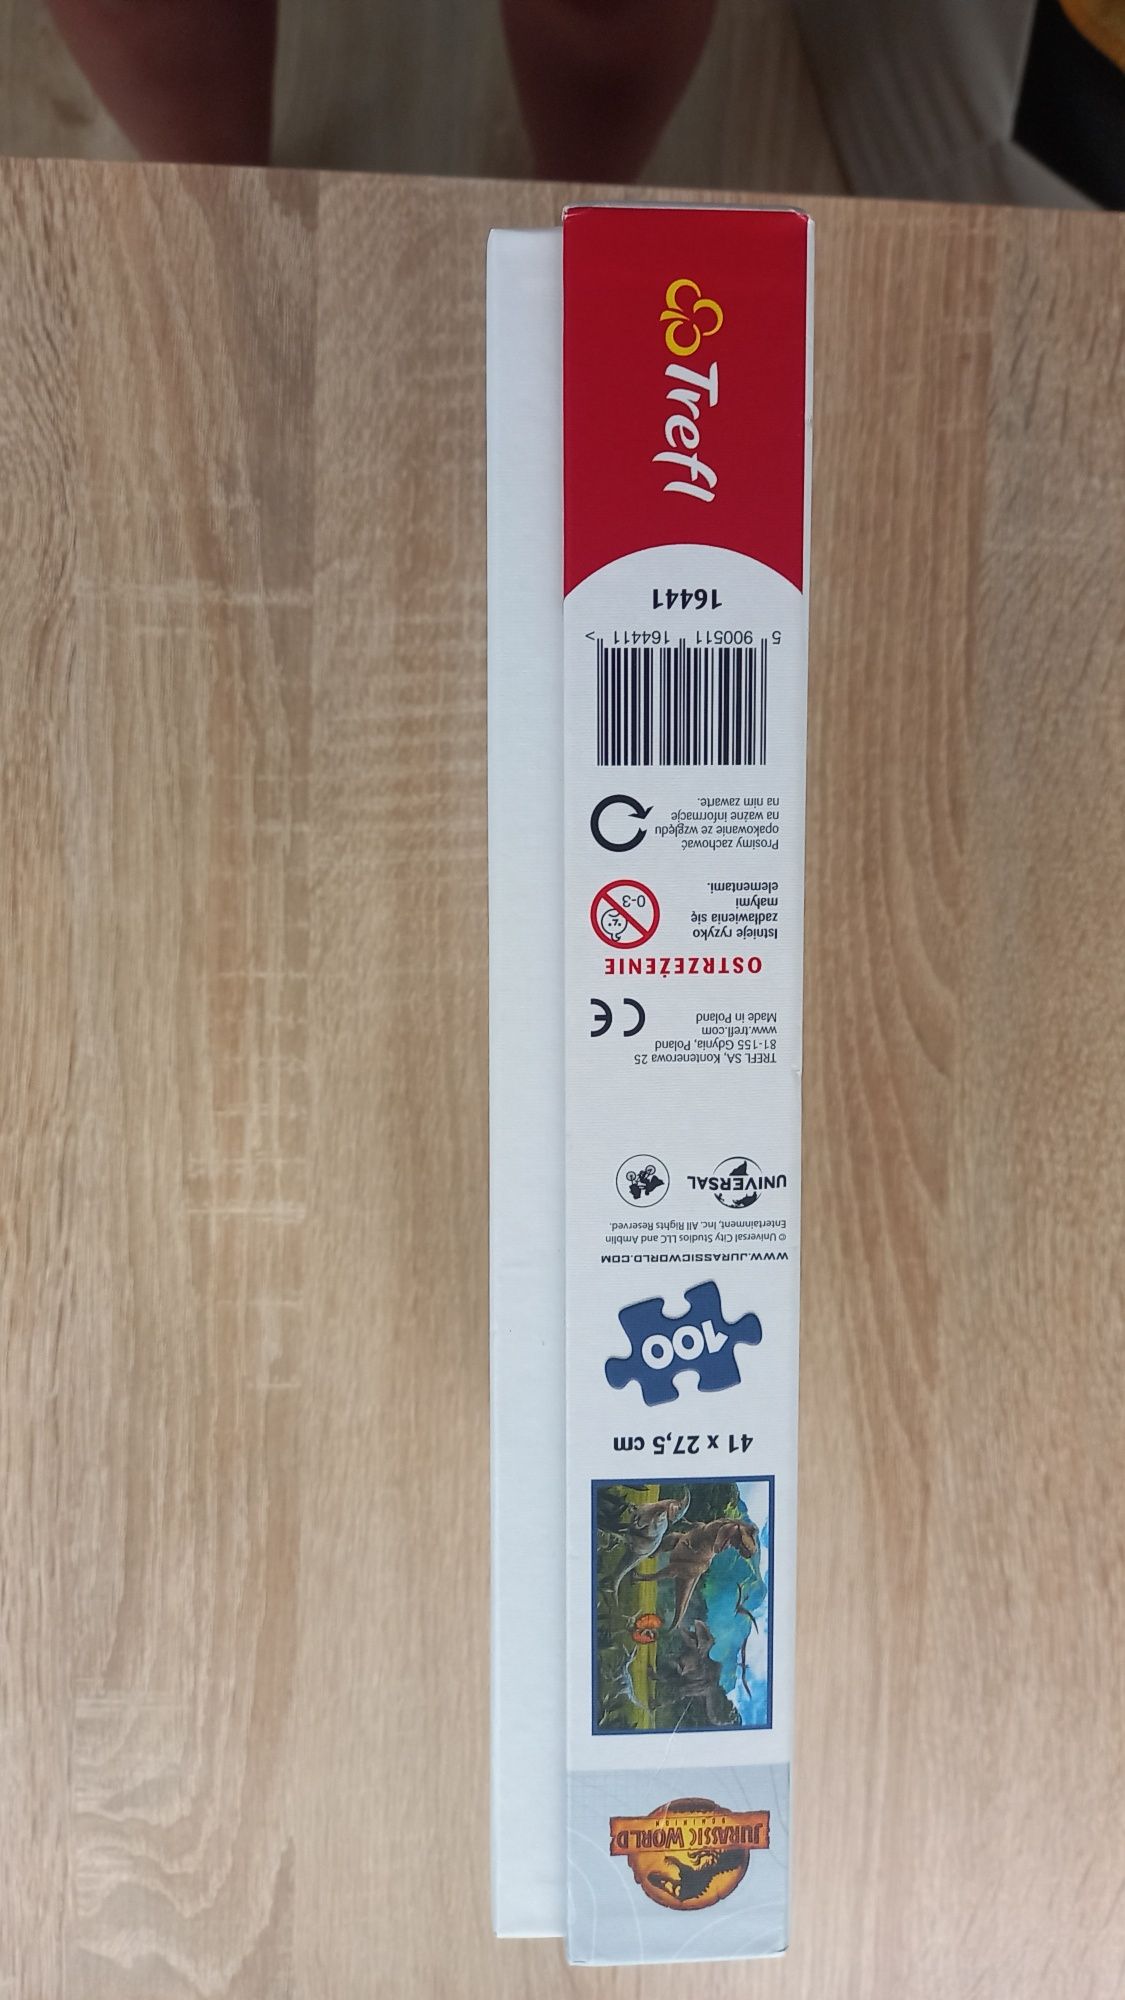 JURASSIC WORLD
DOMINION
41 x 27,5 cm
100
WWW.JURASSICWORLD.COM
© Universal City Studios LLC and Amblin
Entertainment, Inc. All Rights Reserved.
UNIVERSAL
TREFL SA, Kontenerowa 25
81-155 Gdynia, Poland
www.trefl.com
Made in Poland
CE
OSTRZEŻENIE
Istnieje ryzyko
zadławienia się
małymi
elementami.
0-3
Prosimy zachować
opakowanie ze względu
na ważne informacje
na nim zawarte.
5 900511 164411 >
16441
Trefl